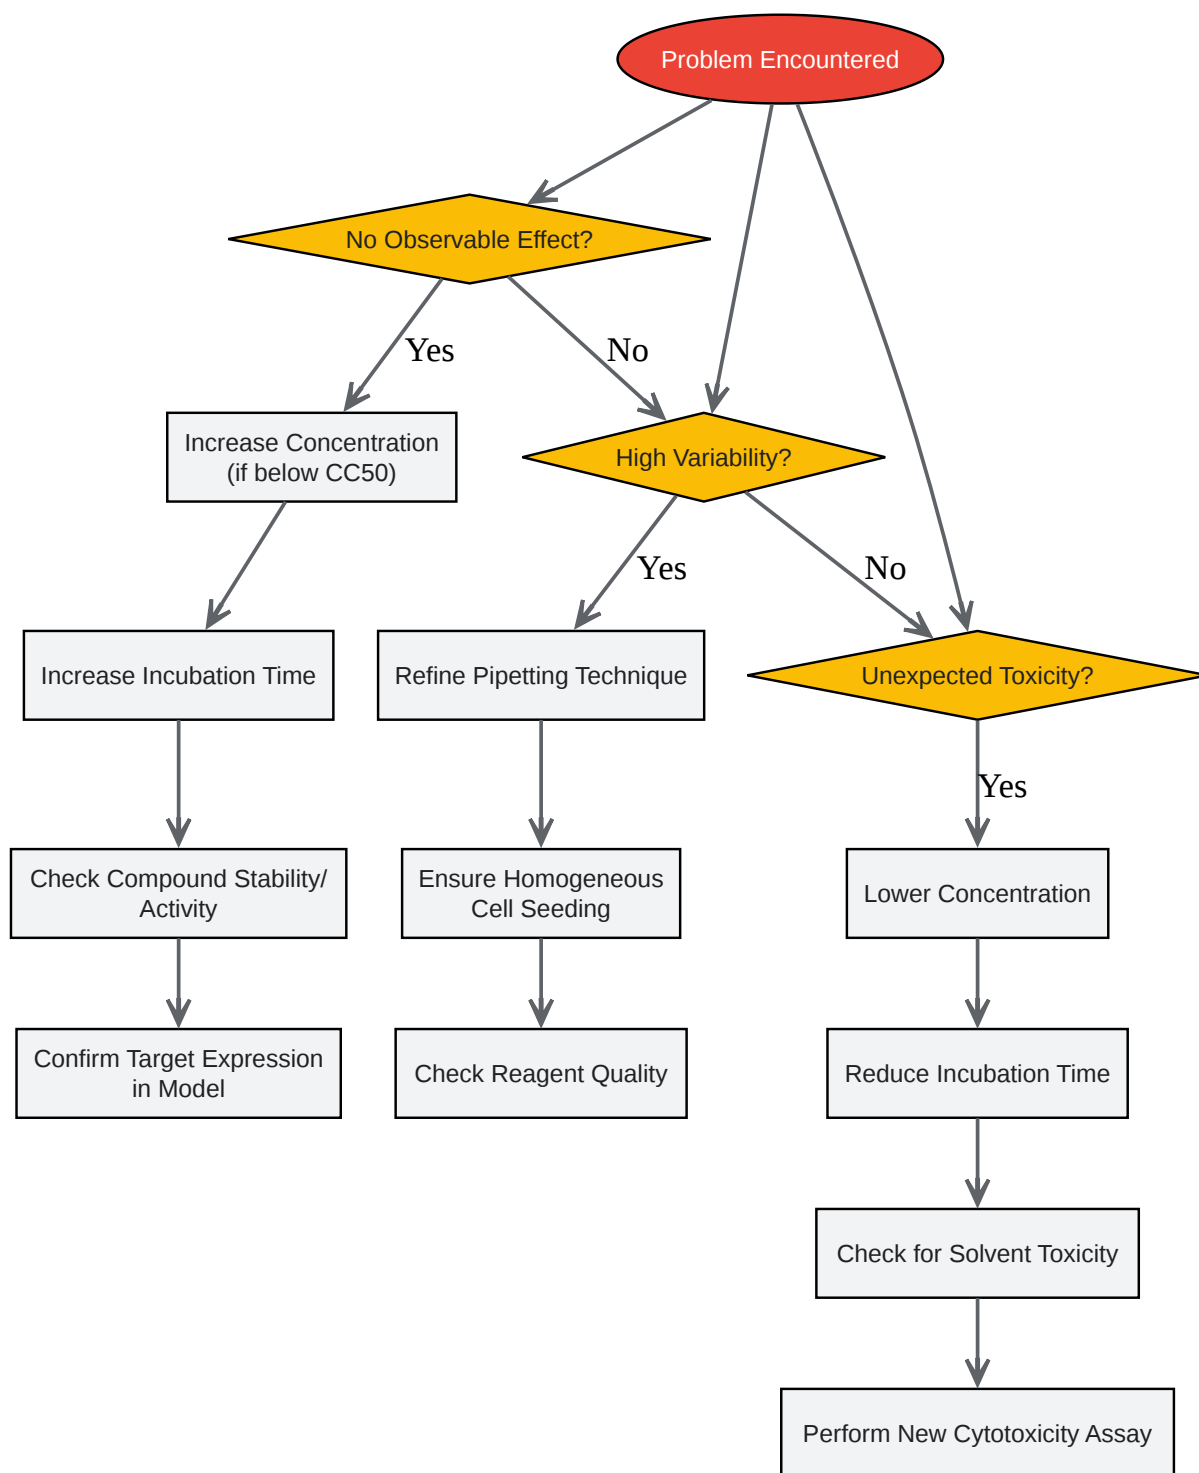 Problem Encountered
No Observable Effect?
Yes
No
Increase Concentration
(if below CC50)
High Variability?
Yes
No
Increase Incubation Time
Refine Pipetting Technique
Unexpected Toxicity?
Yes
Check Compound Stability/
Activity
Ensure Homogeneous
Cell Seeding
Lower Concentration
Confirm Target Expression
in Model
Check Reagent Quality
Reduce Incubation Time
Check for Solvent Toxicity
Perform New Cytotoxicity Assay